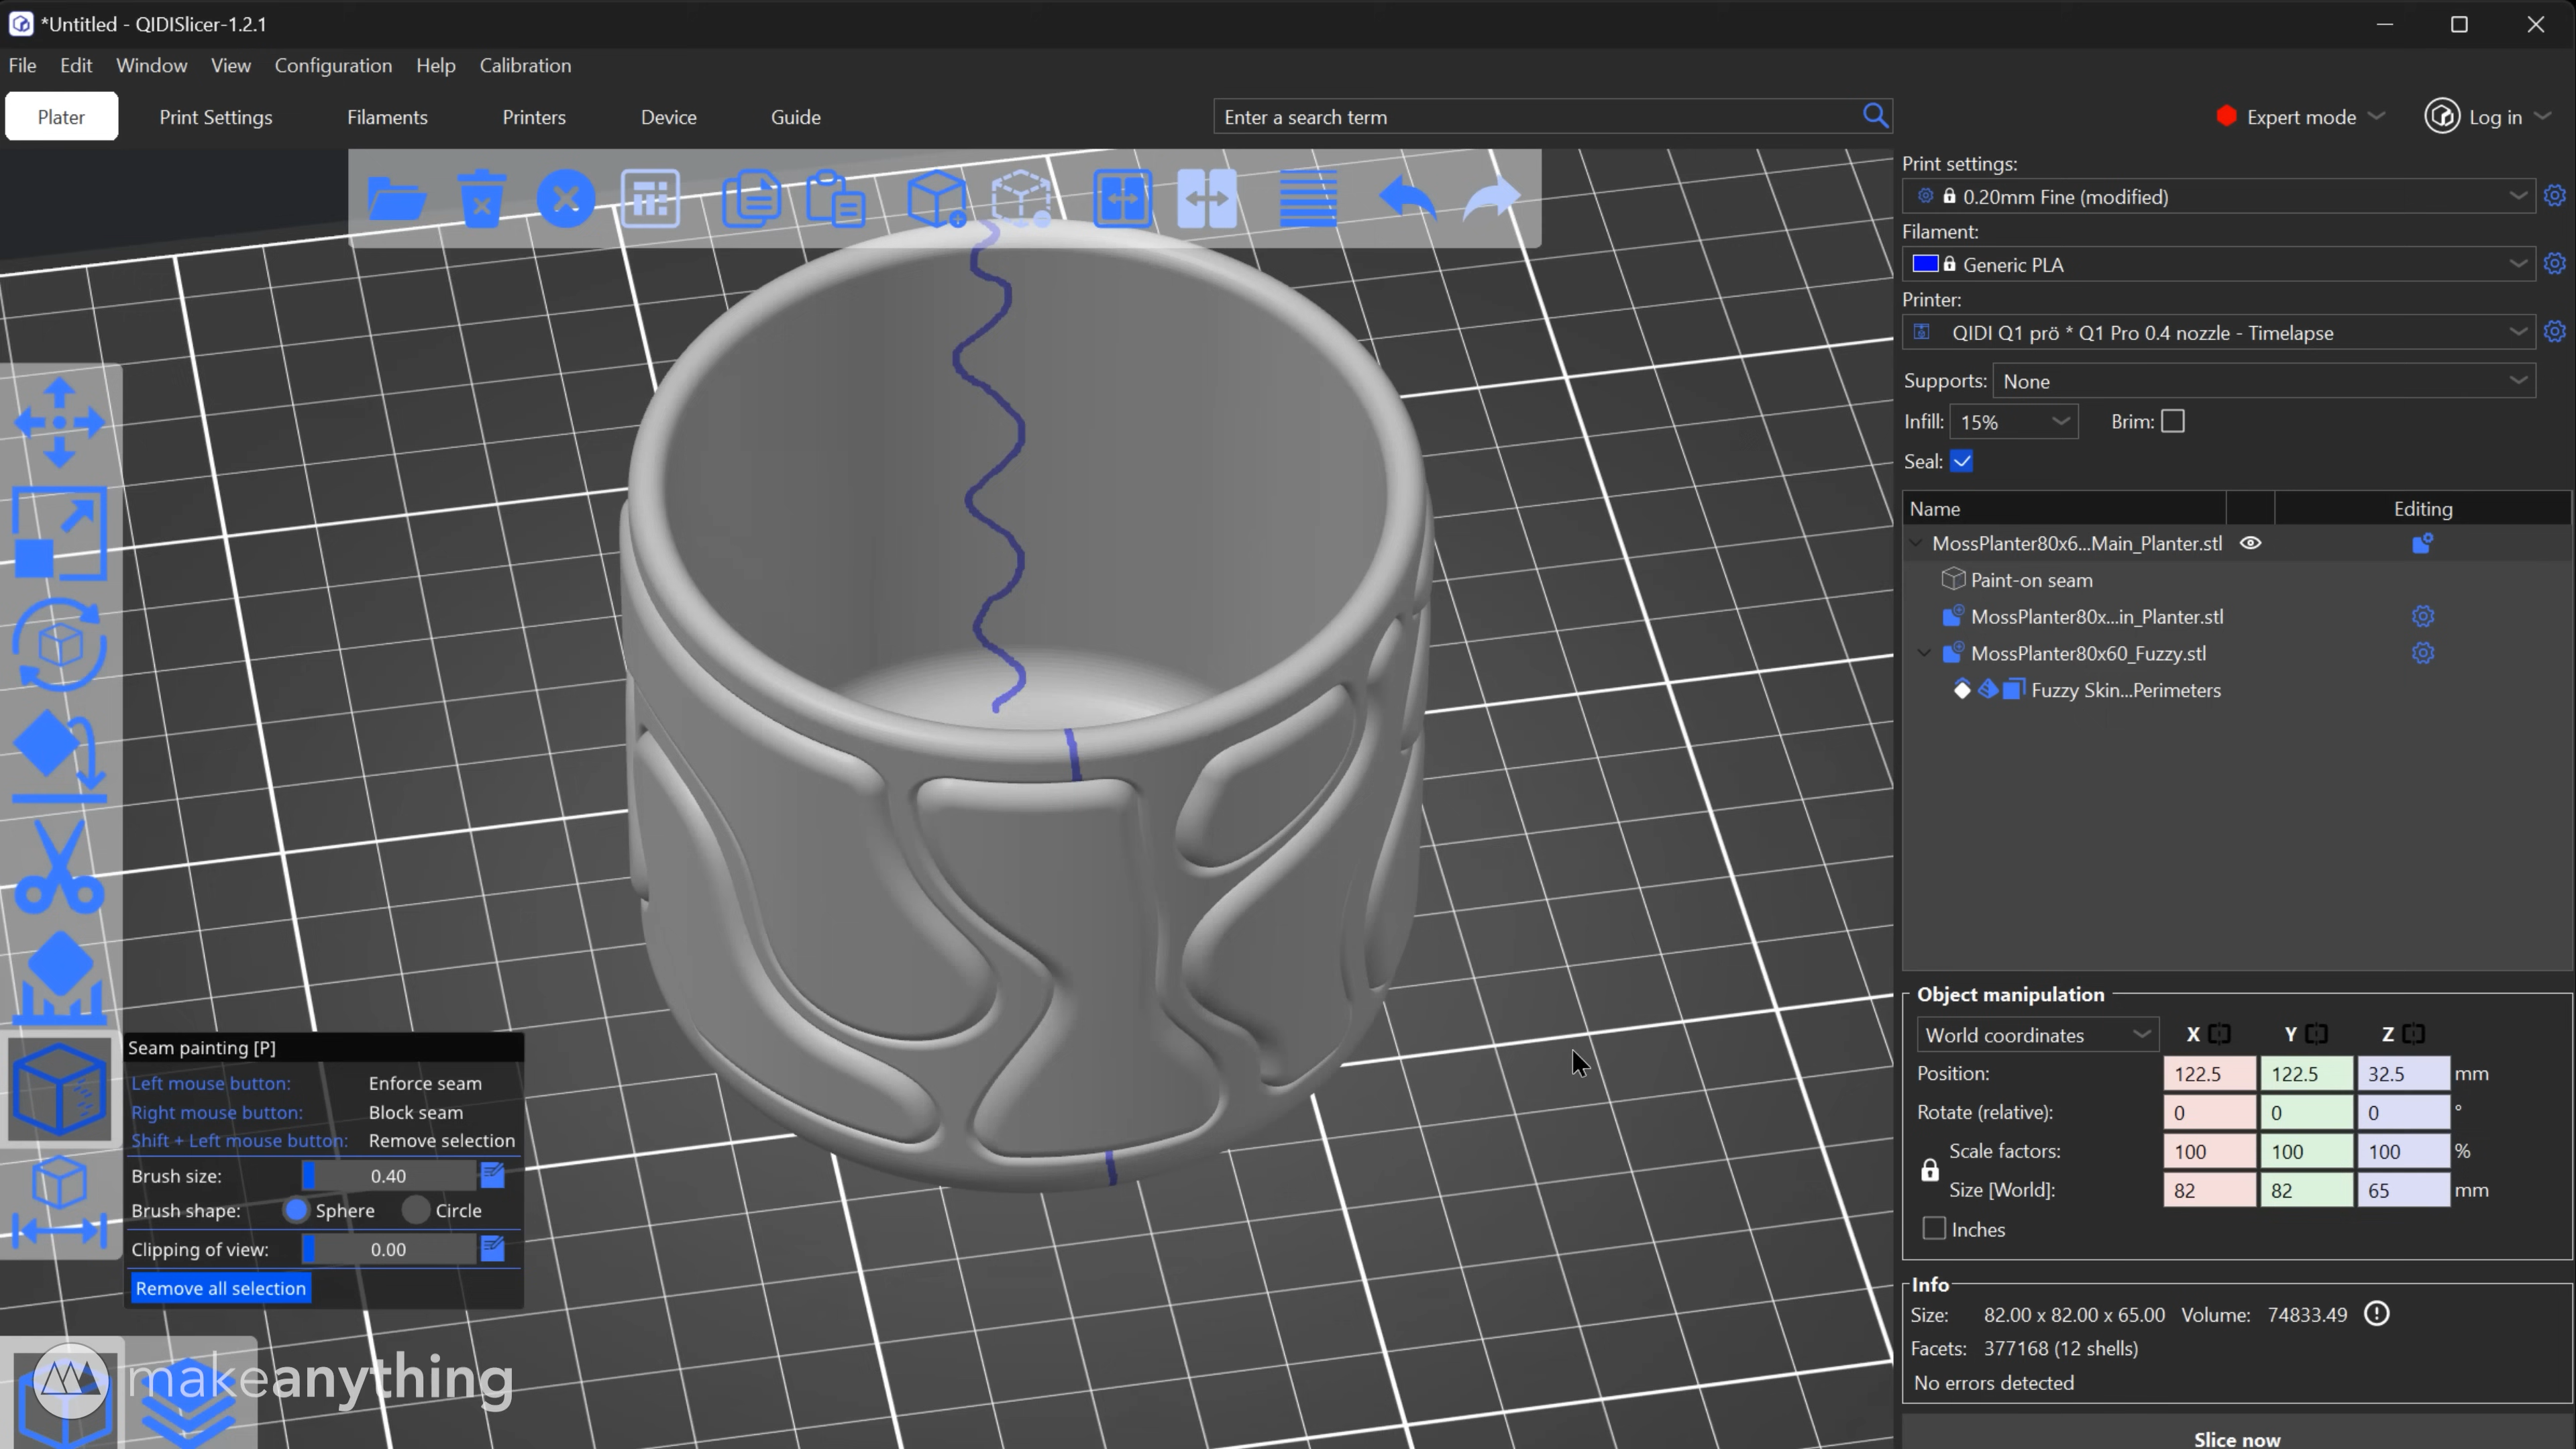 *Untitled - QIDISlicer-1.2.1
File Edit Window View Configuration Help Calibration
Plater Print Settings Filaments Printers Device Guide
Enter a search term
Expert mode Log in
Print settings:
0.20mm Fine (modified)
Filament:
Generic PLA
Printer:
QIDI Q1 prö * Q1 Pro 0.4 nozzle - Timelapse
Supports: None
Infill: 15% Brim:
Seal:
Name Editing
MossPlanter80x6...Main_Planter.stl
Paint-on seam
MossPlanter80x...in_Planter.stl
MossPlanter80x60_Fuzzy.stl
Fuzzy Skin...Perimeters
Object manipulation
World coordinates X Y Z
Position: 122.5 122.5 32.5 mm
Rotate (relative): 0 0 0 °
Scale factors: 100 100 100 %
Size [World]: 82 82 65 mm
Inches
Info
Size: 82.00 x 82.00 x 65.00 Volume: 74833.49
Facets: 377168 (12 shells)
No errors detected
Slice now
Seam painting [P]
Left mouse button: Enforce seam
Right mouse button: Block seam
Shift + Left mouse button: Remove selection
Brush size: 0.40
Brush shape: Sphere Circle
Clipping of view: 0.00
Remove all selection
makeanything